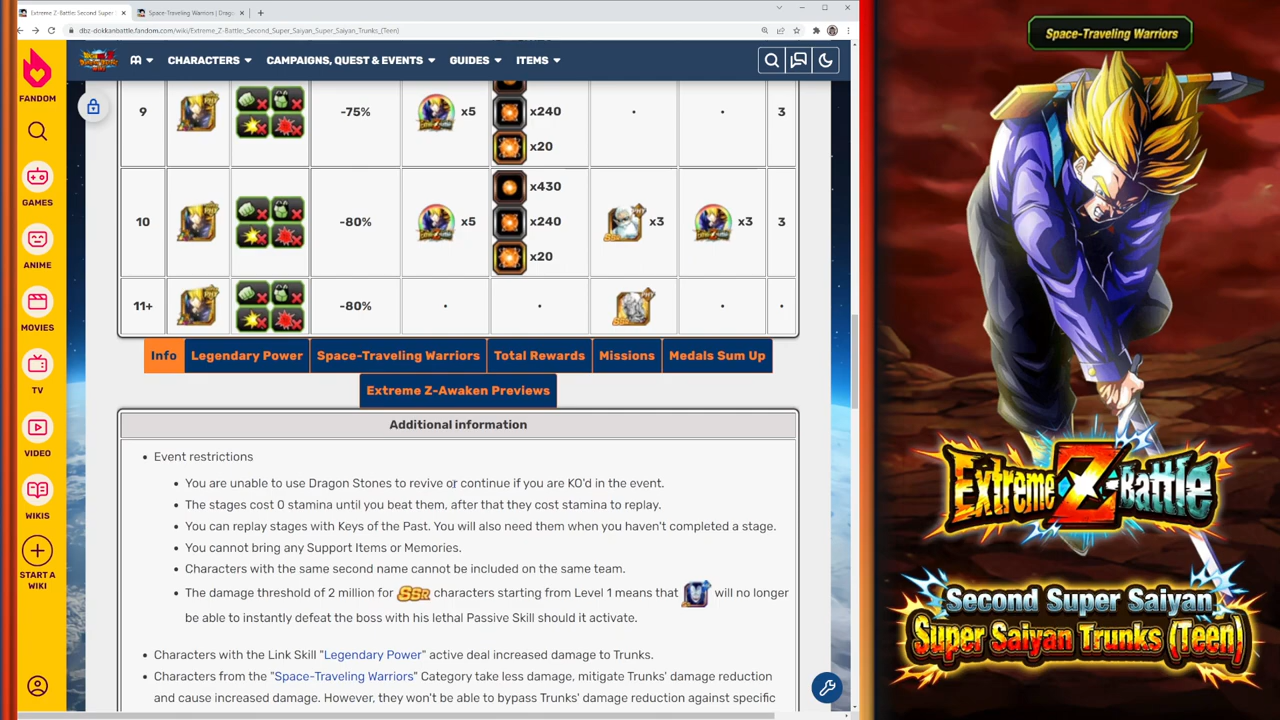 Extreme Z-Battle: Second Super S
Space-Traveling Warriors | Drag
dbz-dokkanbattle.fandom.com/wiki/Extreme_Z-Battle:_Second_Super_Saiyan_Super_Saiyan_Trunks_(Teen)
FANDOM
GAMES
ANIME
MOVIES
TV
VIDEO
WIKIS
START A
WIKI
CHARACTERS
CAMPAIGNS, QUEST & EVENTS
GUIDES
ITEMS
9
-75%
x5
x240
x20
3
10
-80%
x5
x430
x240
x20
x3
x3
3
11+
-80%
Info
Legendary Power
Space-Traveling Warriors
Total Rewards
Missions
Medals Sum Up
Extreme Z-Awaken Previews
Additional information
Event restrictions
You are unable to use Dragon Stones to revive or continue if you are KO'd in the event.
The stages cost 0 stamina until you beat them, after that they cost stamina to replay.
You can replay stages with Keys of the Past. You will also need them when you haven't completed a stage.
You cannot bring any Support Items or Memories.
Characters with the same second name cannot be included on the same team.
The damage threshold of 2 million for SSR characters starting from Level 1 means that will no longer
be able to instantly defeat the boss with his lethal Passive Skill should it activate.
Characters with the Link Skill "Legendary Power" active deal increased damage to Trunks.
Characters from the "Space-Traveling Warriors" Category take less damage, mitigate Trunks' damage reduction
and cause increased damage. However, they won't be able to bypass Trunks' damage reduction against specific
Space-Traveling Warriors
Extreme Z-Battle
Second Super Saiyan
Super Saiyan Trunks (Teen)